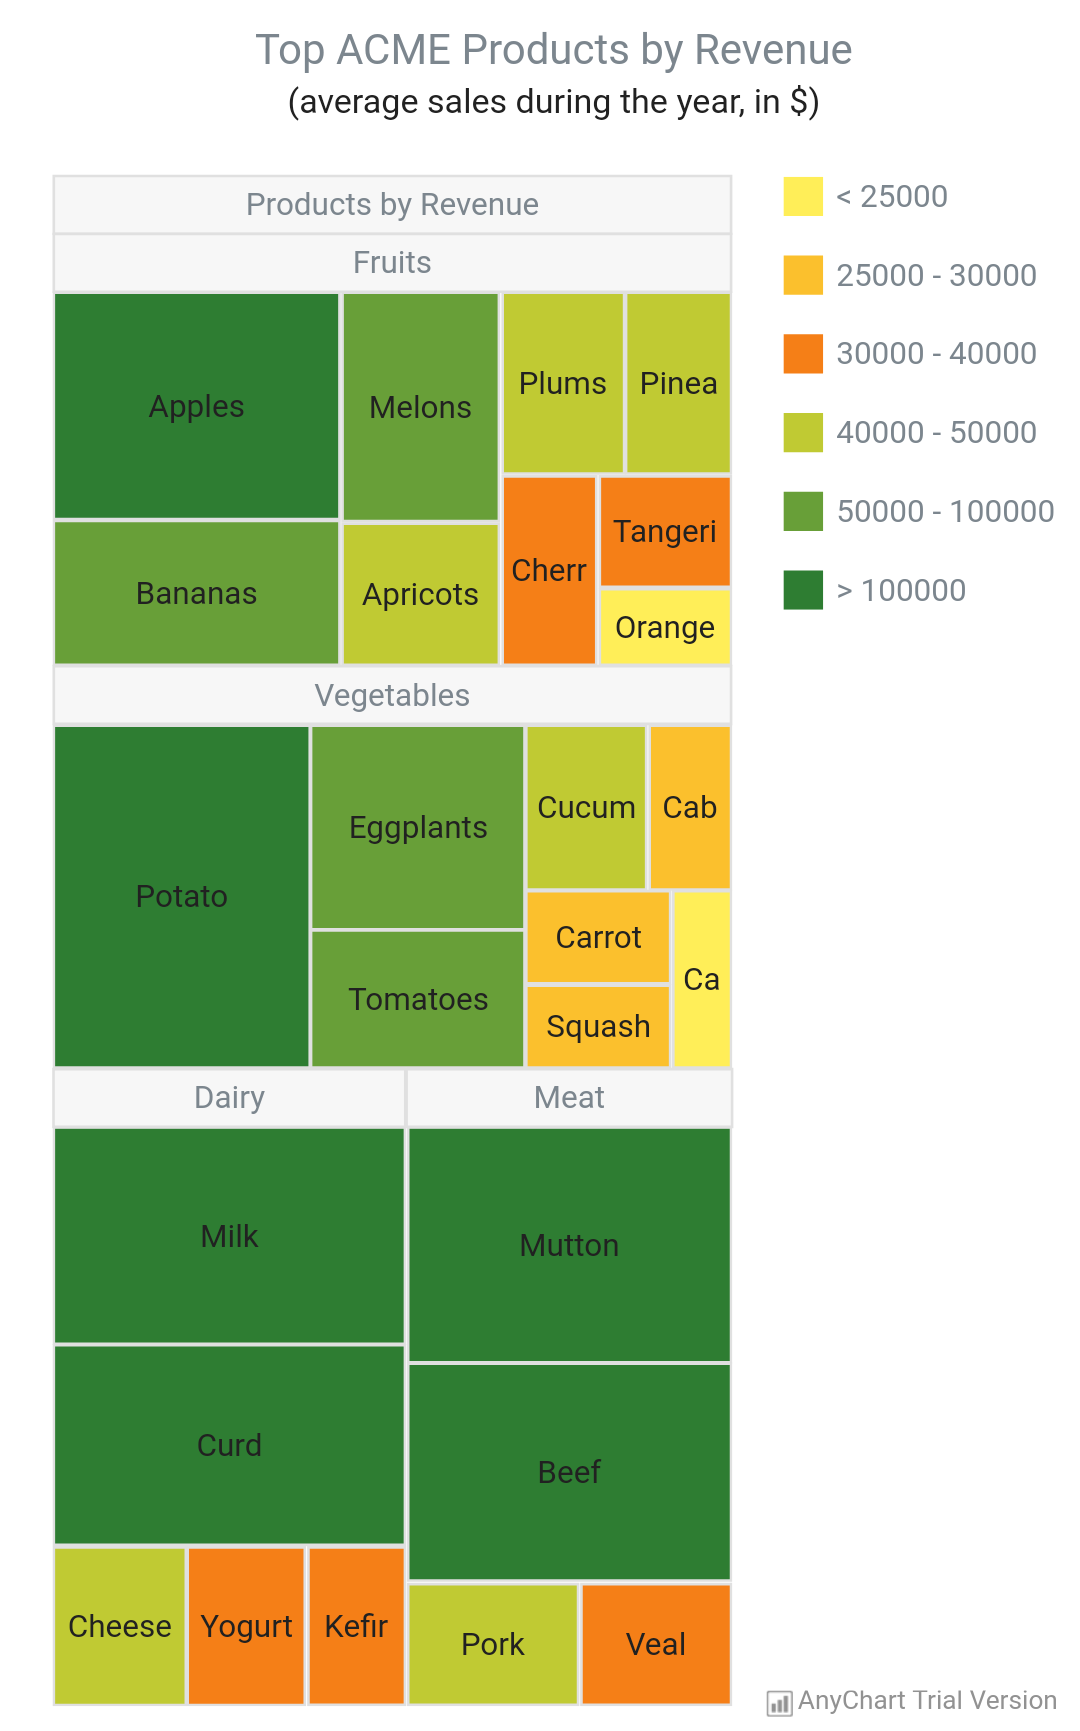 Top ACME Products by Revenue
(average sales during the year, in $)
Products by Revenue
Fruits
Apples
Melons
Plums
Pinea
Bananas
Apricots
Cherr
Tangeri
Orange
Vegetables
Potato
Eggplants
Tomatoes
Cucum
Cab
Carrot
Squash
Ca
Dairy
Meat
Milk
Mutton
Curd
Beef
Cheese
Yogurt
Kefir
Pork
Veal
< 25000
25000 - 30000
30000 - 40000
40000 - 50000
50000 - 100000
> 100000
AnyChart Trial Version